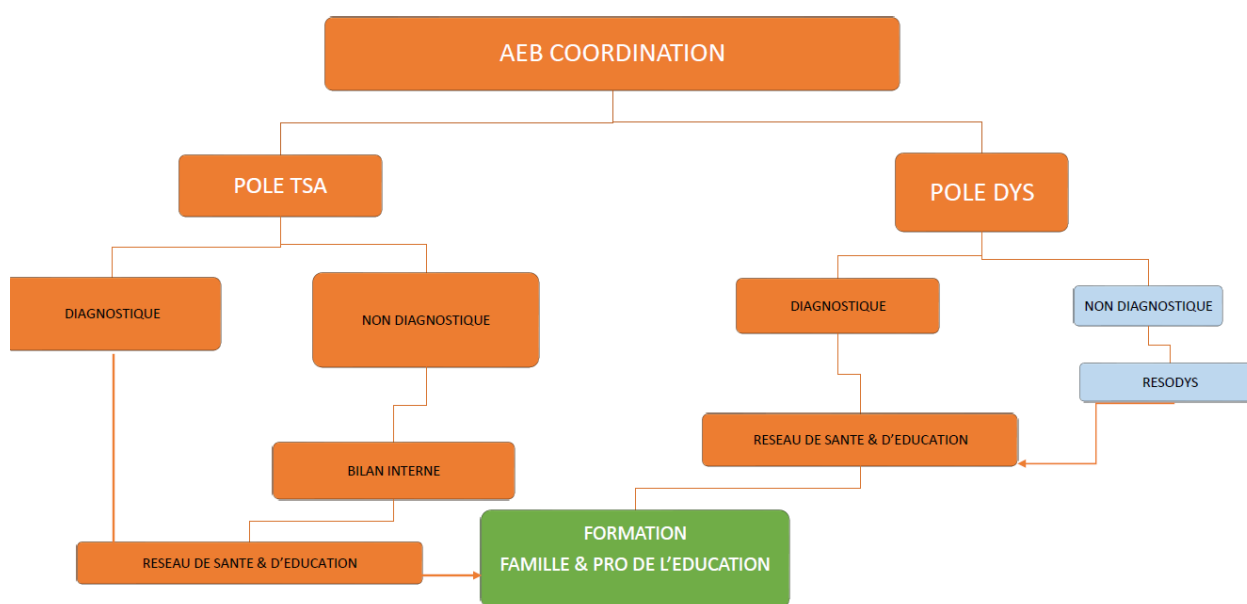 AEB COORDINATION
POLE TSA
POLE DYS
DIAGNOSTIQUE
NON DIAGNOSTIQUE
DIAGNOSTIQUE
NON DIAGNOSTIQUE
RESODYS
RESEAU DE SANTE & D'EDUCATION
BILAN INTERNE
FORMATION
FAMILLE & PRO DE L'EDUCATION
RESEAU DE SANTE & D'EDUCATION